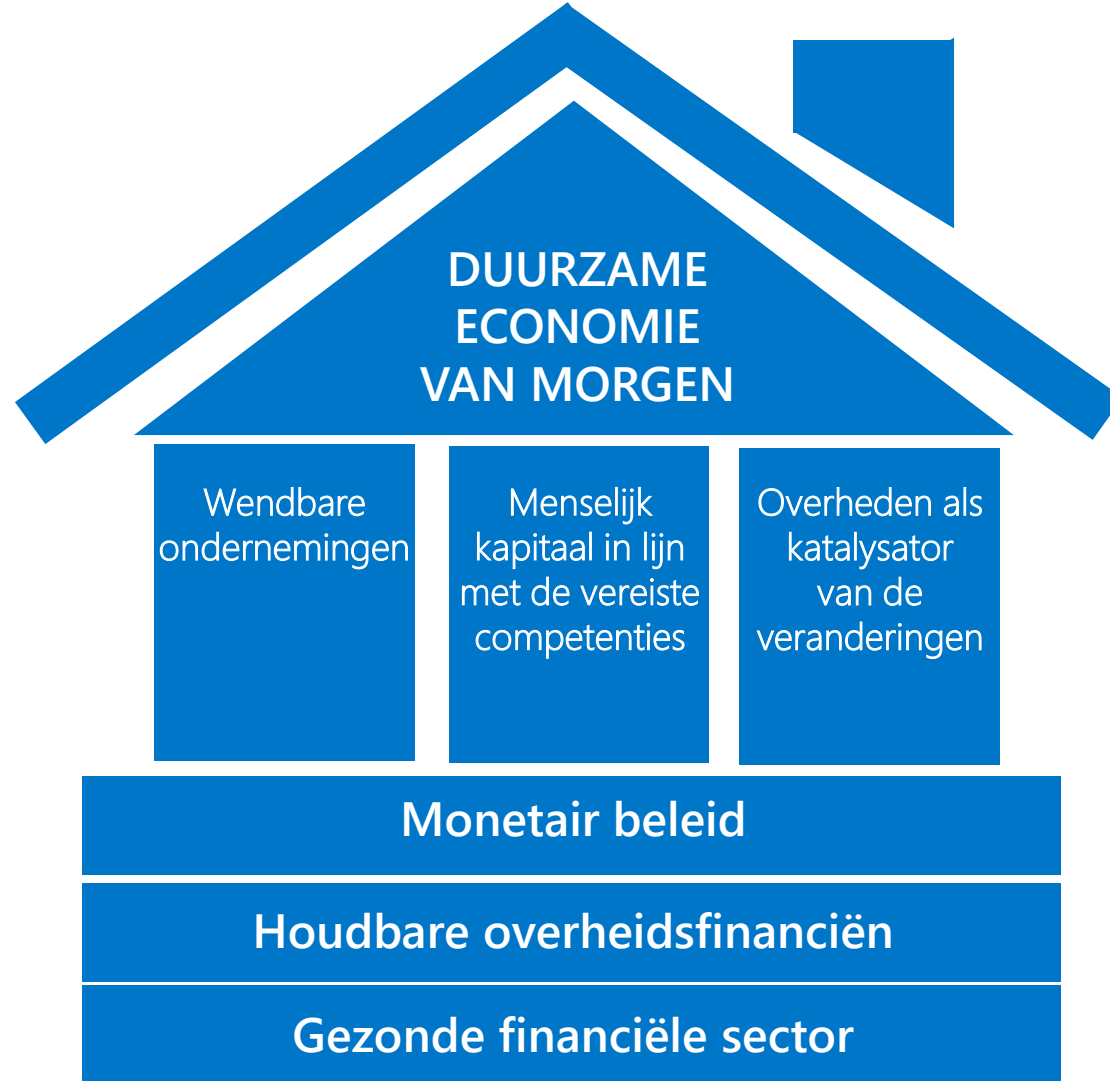 DUURZAME
ECONOMIE
VAN MORGEN
Wendbare
ondernemingen
Menselijk
kapitaal in lijn
met de vereiste
competenties
Overheden als
katalysator
van de
veranderingen
Monetair beleid
Houdbare overheidsfinanciën
Gezonde financiële sector